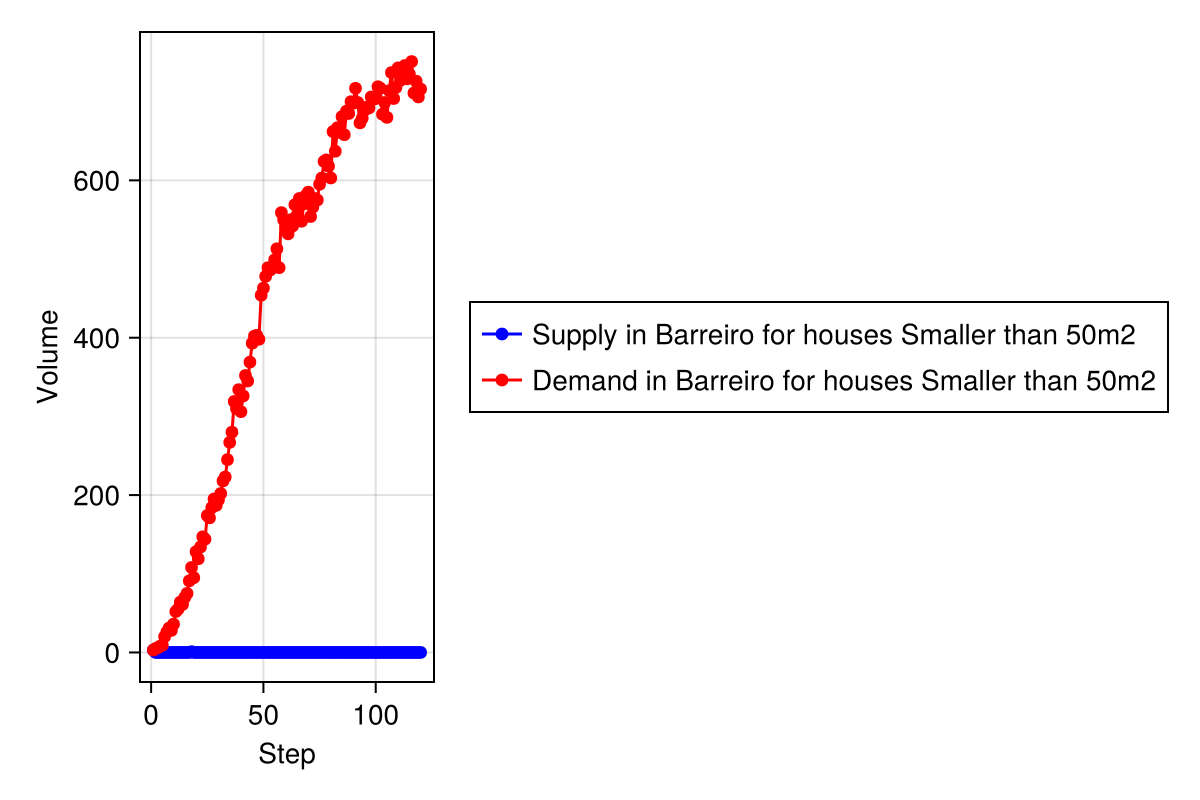 600
400
200
0
Volume
0 50 100
Step
Supply in Barreiro for houses Smaller than 50m2
Demand in Barreiro for houses Smaller than 50m2